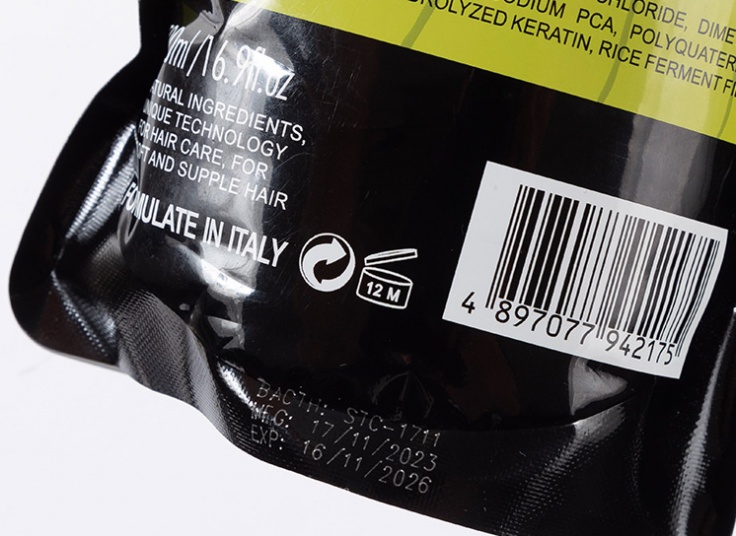 CHLORIDE, DIME
SODIUM PCA, POLYQUATER
HYDROLYZED KERATIN, RICE FERMENT FI
ml/16.9fl.oz
NATURAL INGREDIENTS,
UNIQUE TECHNOLOGY
FOR HAIR CARE, FOR
SOFT AND SUPPLE HAIR
FOMULATE IN ITALY
12 M
4 897077 942175
BACTH: STC-1711
MFG: 17/11/2023
EXP: 16/11/2026